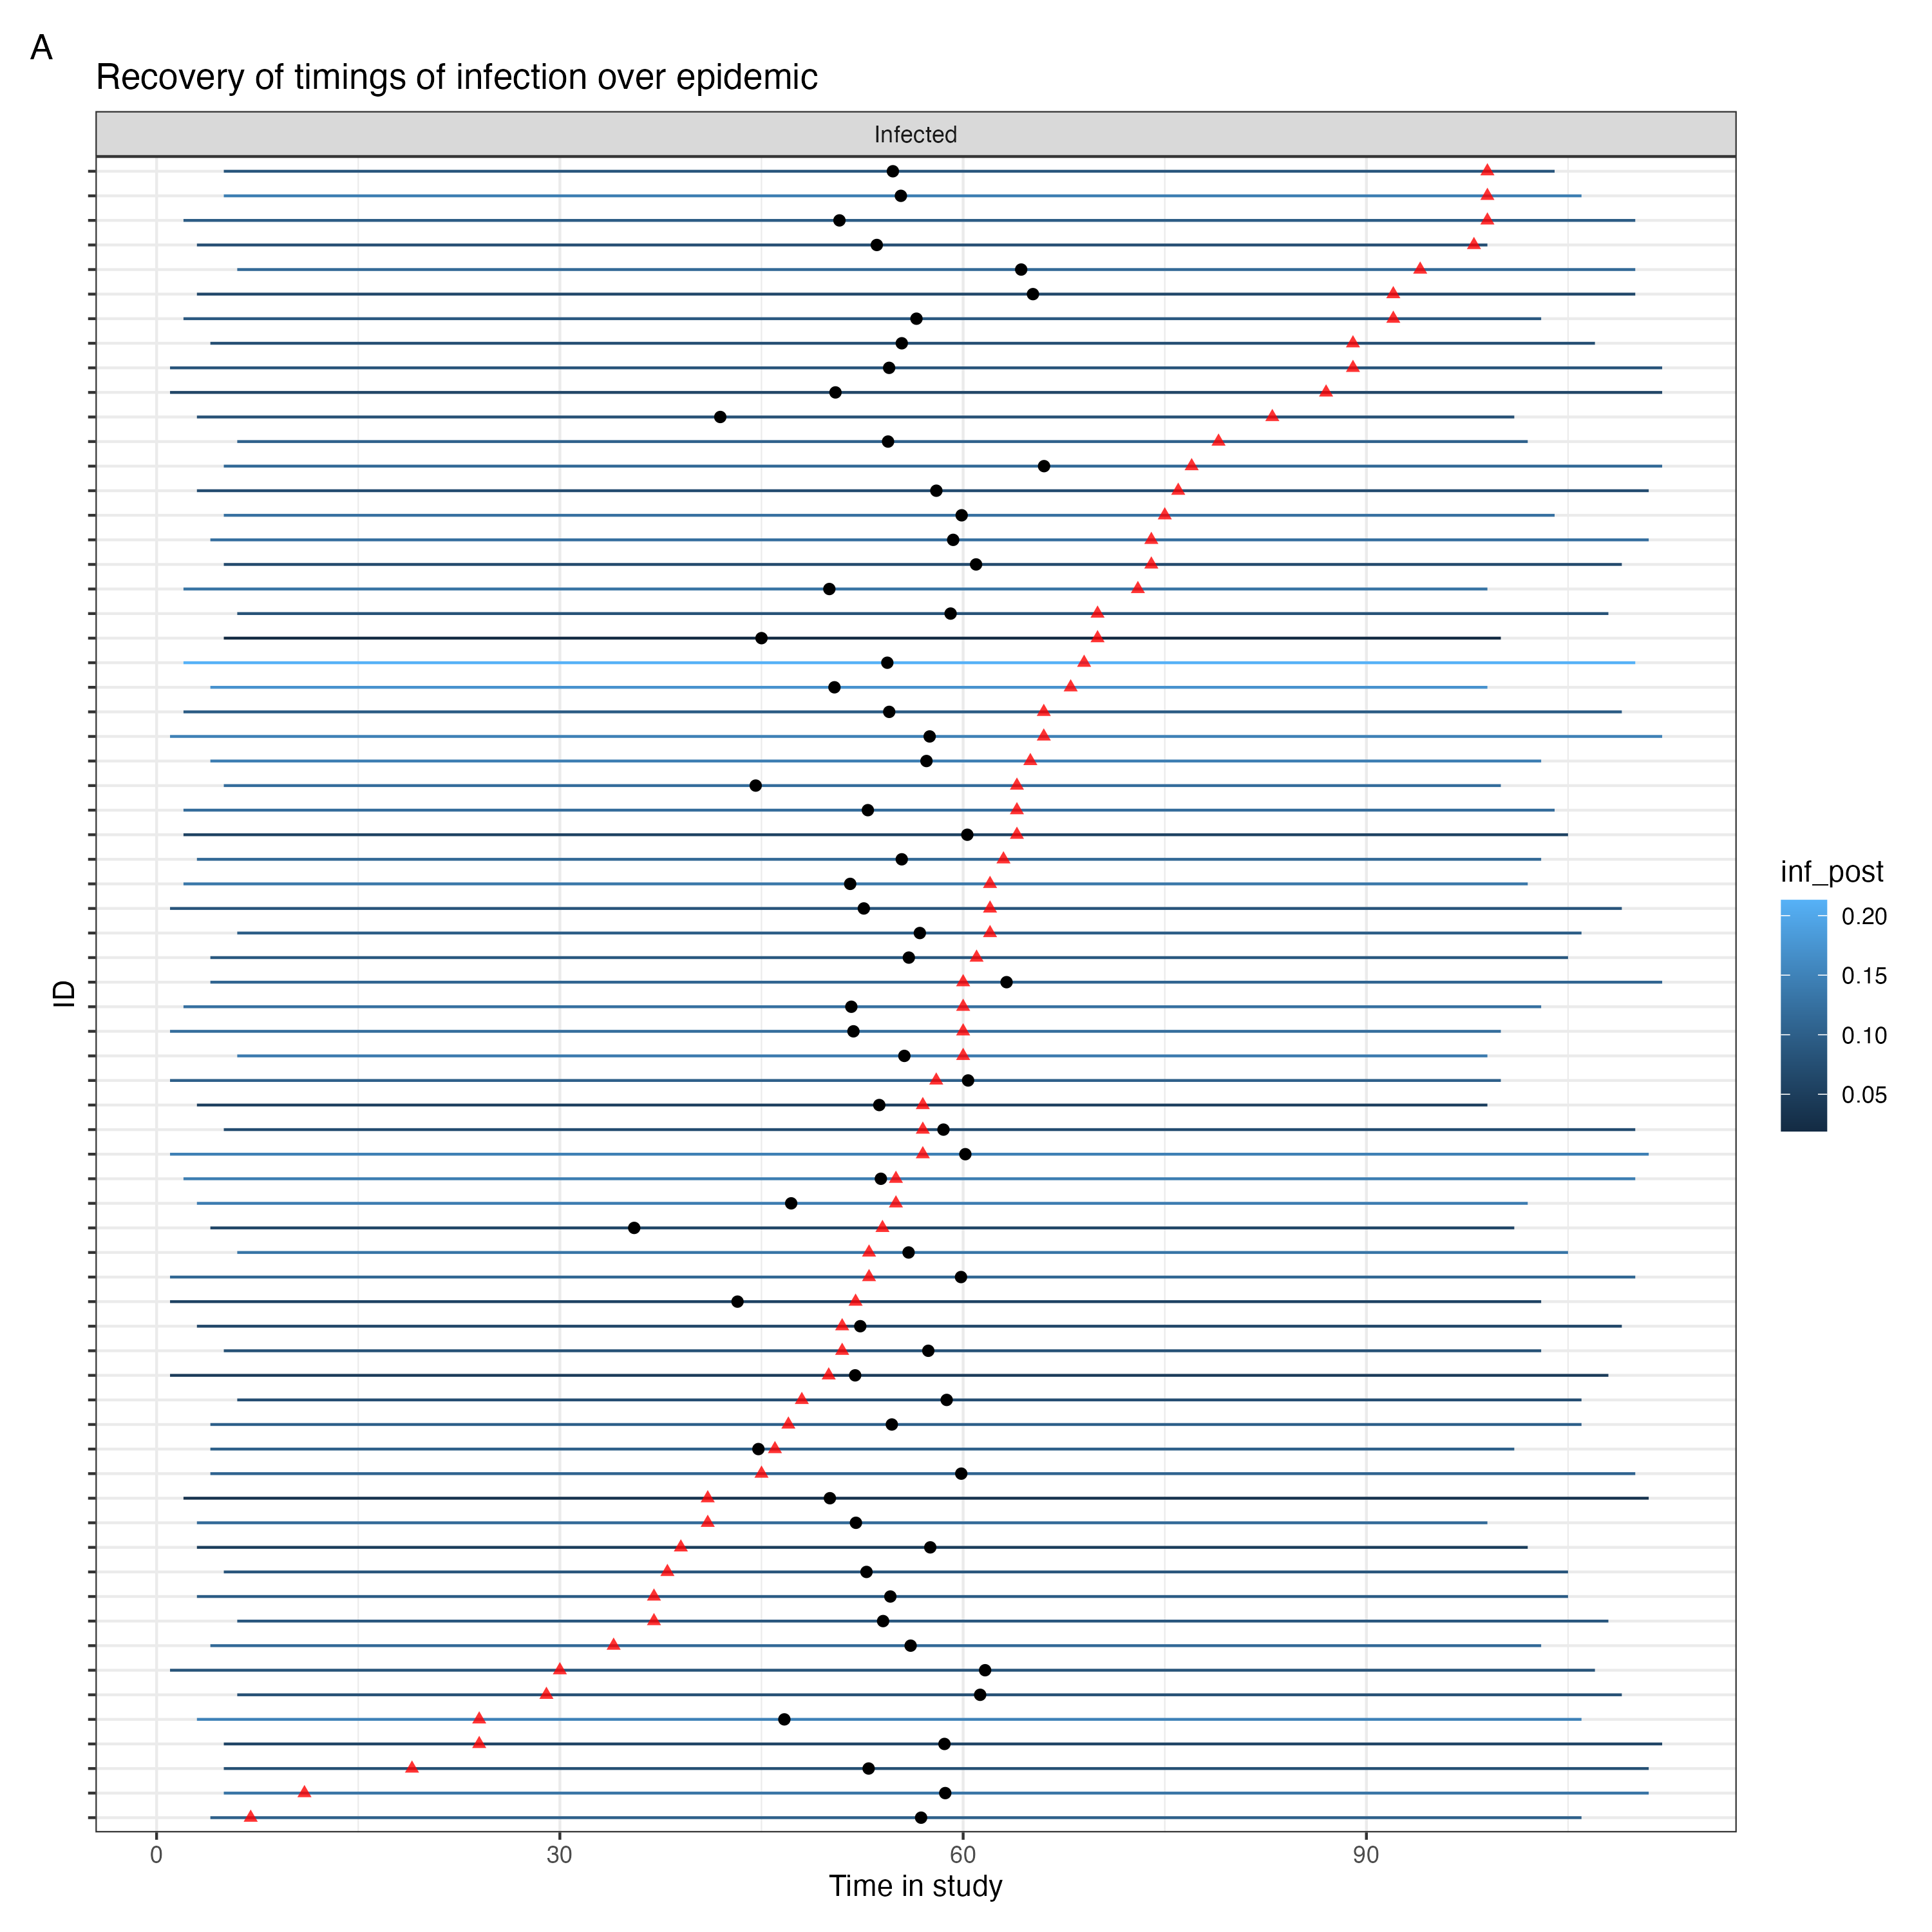 A
Recovery of timings of infection over epidemic
Infected
ID
0 30 60 90
Time in study
inf_post
0.20
0.15
0.10
0.05